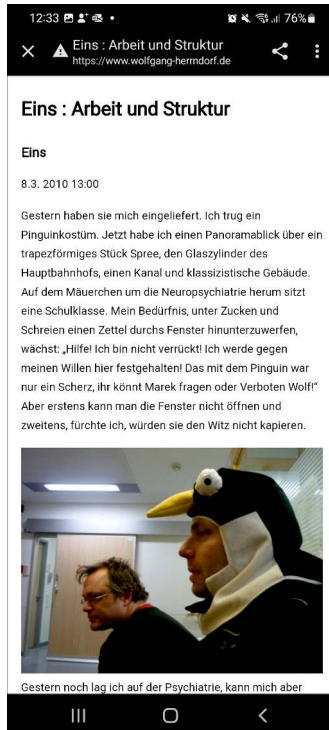 12:33
76%
Eins : Arbeit und Struktur
https://www.wolfgang-herrndorf.de
Eins : Arbeit und Struktur
Eins
8.3. 2010 13:00
Gestern haben sie mich eingeliefert. Ich trug ein
Pinguinkostüm. Jetzt habe ich einen Panoramablick über ein
trapezförmiges Stück Spree, den Glaszylinder des
Hauptbahnhofs, einen Kanal und klassizistische Gebäude.
Auf dem Mäuerchen um die Neuropsychiatrie herum sitzt
eine Schulklasse. Mein Bedürfnis, unter Zucken und
Schreien einen Zettel durchs Fenster hinunterzuwerfen,
wächst: „Hilfe! Ich bin nicht verrückt! Ich werde gegen
meinen Willen hier festgehalten! Das mit dem Pinguin war
nur ein Scherz, ihr könnt Marek fragen oder Verboten Wolf!“
Aber erstens kann man die Fenster nicht öffnen und
zweitens, fürchte ich, würden sie den Witz nicht kapieren.
Gestern noch lag ich auf der Psychiatrie, kann mich aber